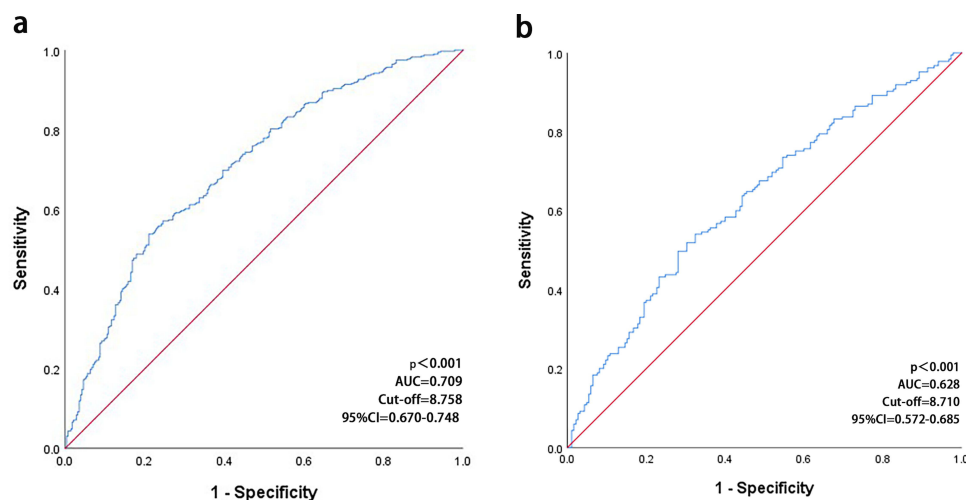 a
1.0
0.8
0.6
0.4
0.2
0.0
Sensitivity
0.0 0.2 0.4 0.6 0.8 1.0
1 - Specificity
p<0.001
AUC=0.709
Cut-off=8.758
95%CI=0.670-0.748
b
1.0
0.8
0.6
0.4
0.2
0.0
Sensitivity
0.0 0.2 0.4 0.6 0.8 1.0
1 - Specificity
p<0.001
AUC=0.628
Cut-off=8.710
95%CI=0.572-0.685